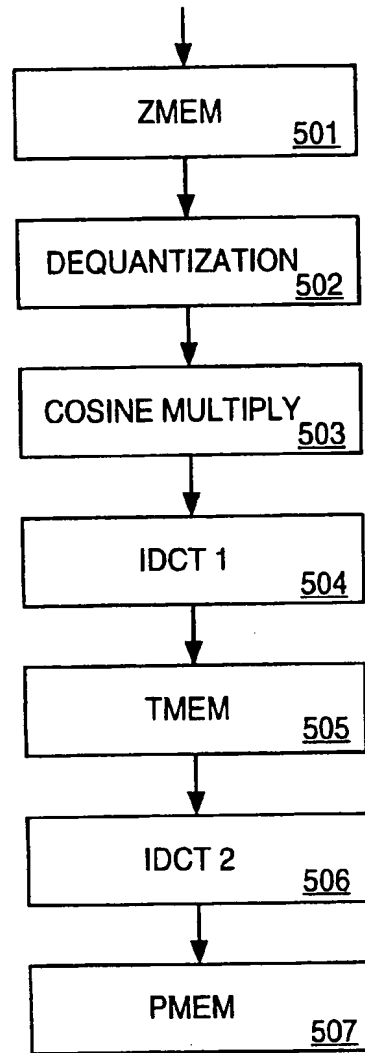 ZMEM
501
DEQUANTIZATION
502
COSINE MULTIPLY
503
IDCT 1
504
TMEM
505
IDCT 2
506
PMEM
507